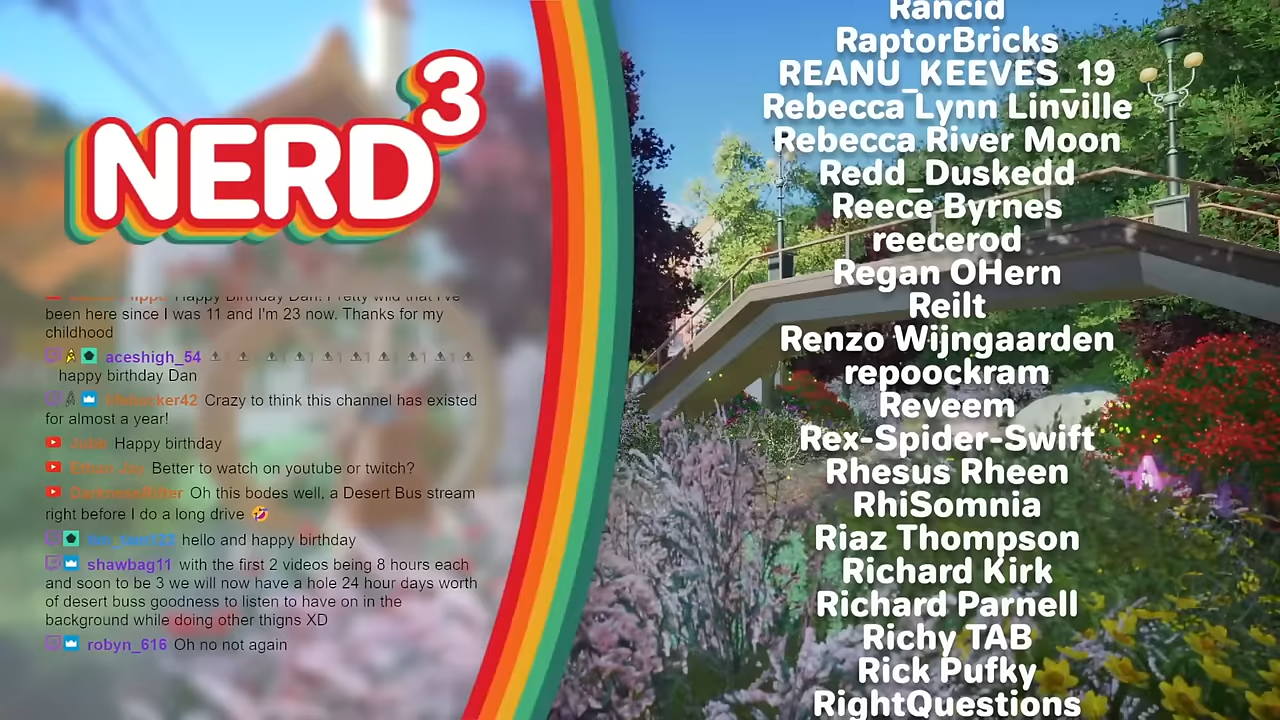 NERD³
Happy Birthday Dan! Pretty wild that I've
been here since I was 11 and I'm 23 now. Thanks for my
childhood
aceshigh_54
happy birthday Dan
Crazy to think this channel has existed
for almost a year!
Happy birthday
Better to watch on youtube or twitch?
Oh this bodes well, a Desert Bus stream
right before I do a long drive 🤣
hello and happy birthday
shawbag11 with the first 2 videos being 8 hours each
and soon to be 3 we will now have a hole 24 hour days worth
of desert buss goodness to listen to have on in the
background while doing other thigns XD
robyn_616 Oh no not again
Rancid
RaptorBricks
REANU_KEEVES_19
Rebecca Lynn Linville
Rebecca River Moon
Redd_Duskedd
Reece Byrnes
reecerod
Regan OHern
Reilt
Renzo Wijngaarden
repoockram
Reveem
Rex-Spider-Swift
Rhesus Rheen
RhiSomnia
Riaz Thompson
Richard Kirk
Richard Parnell
Richy TAB
Rick Pufky
RightQuestions